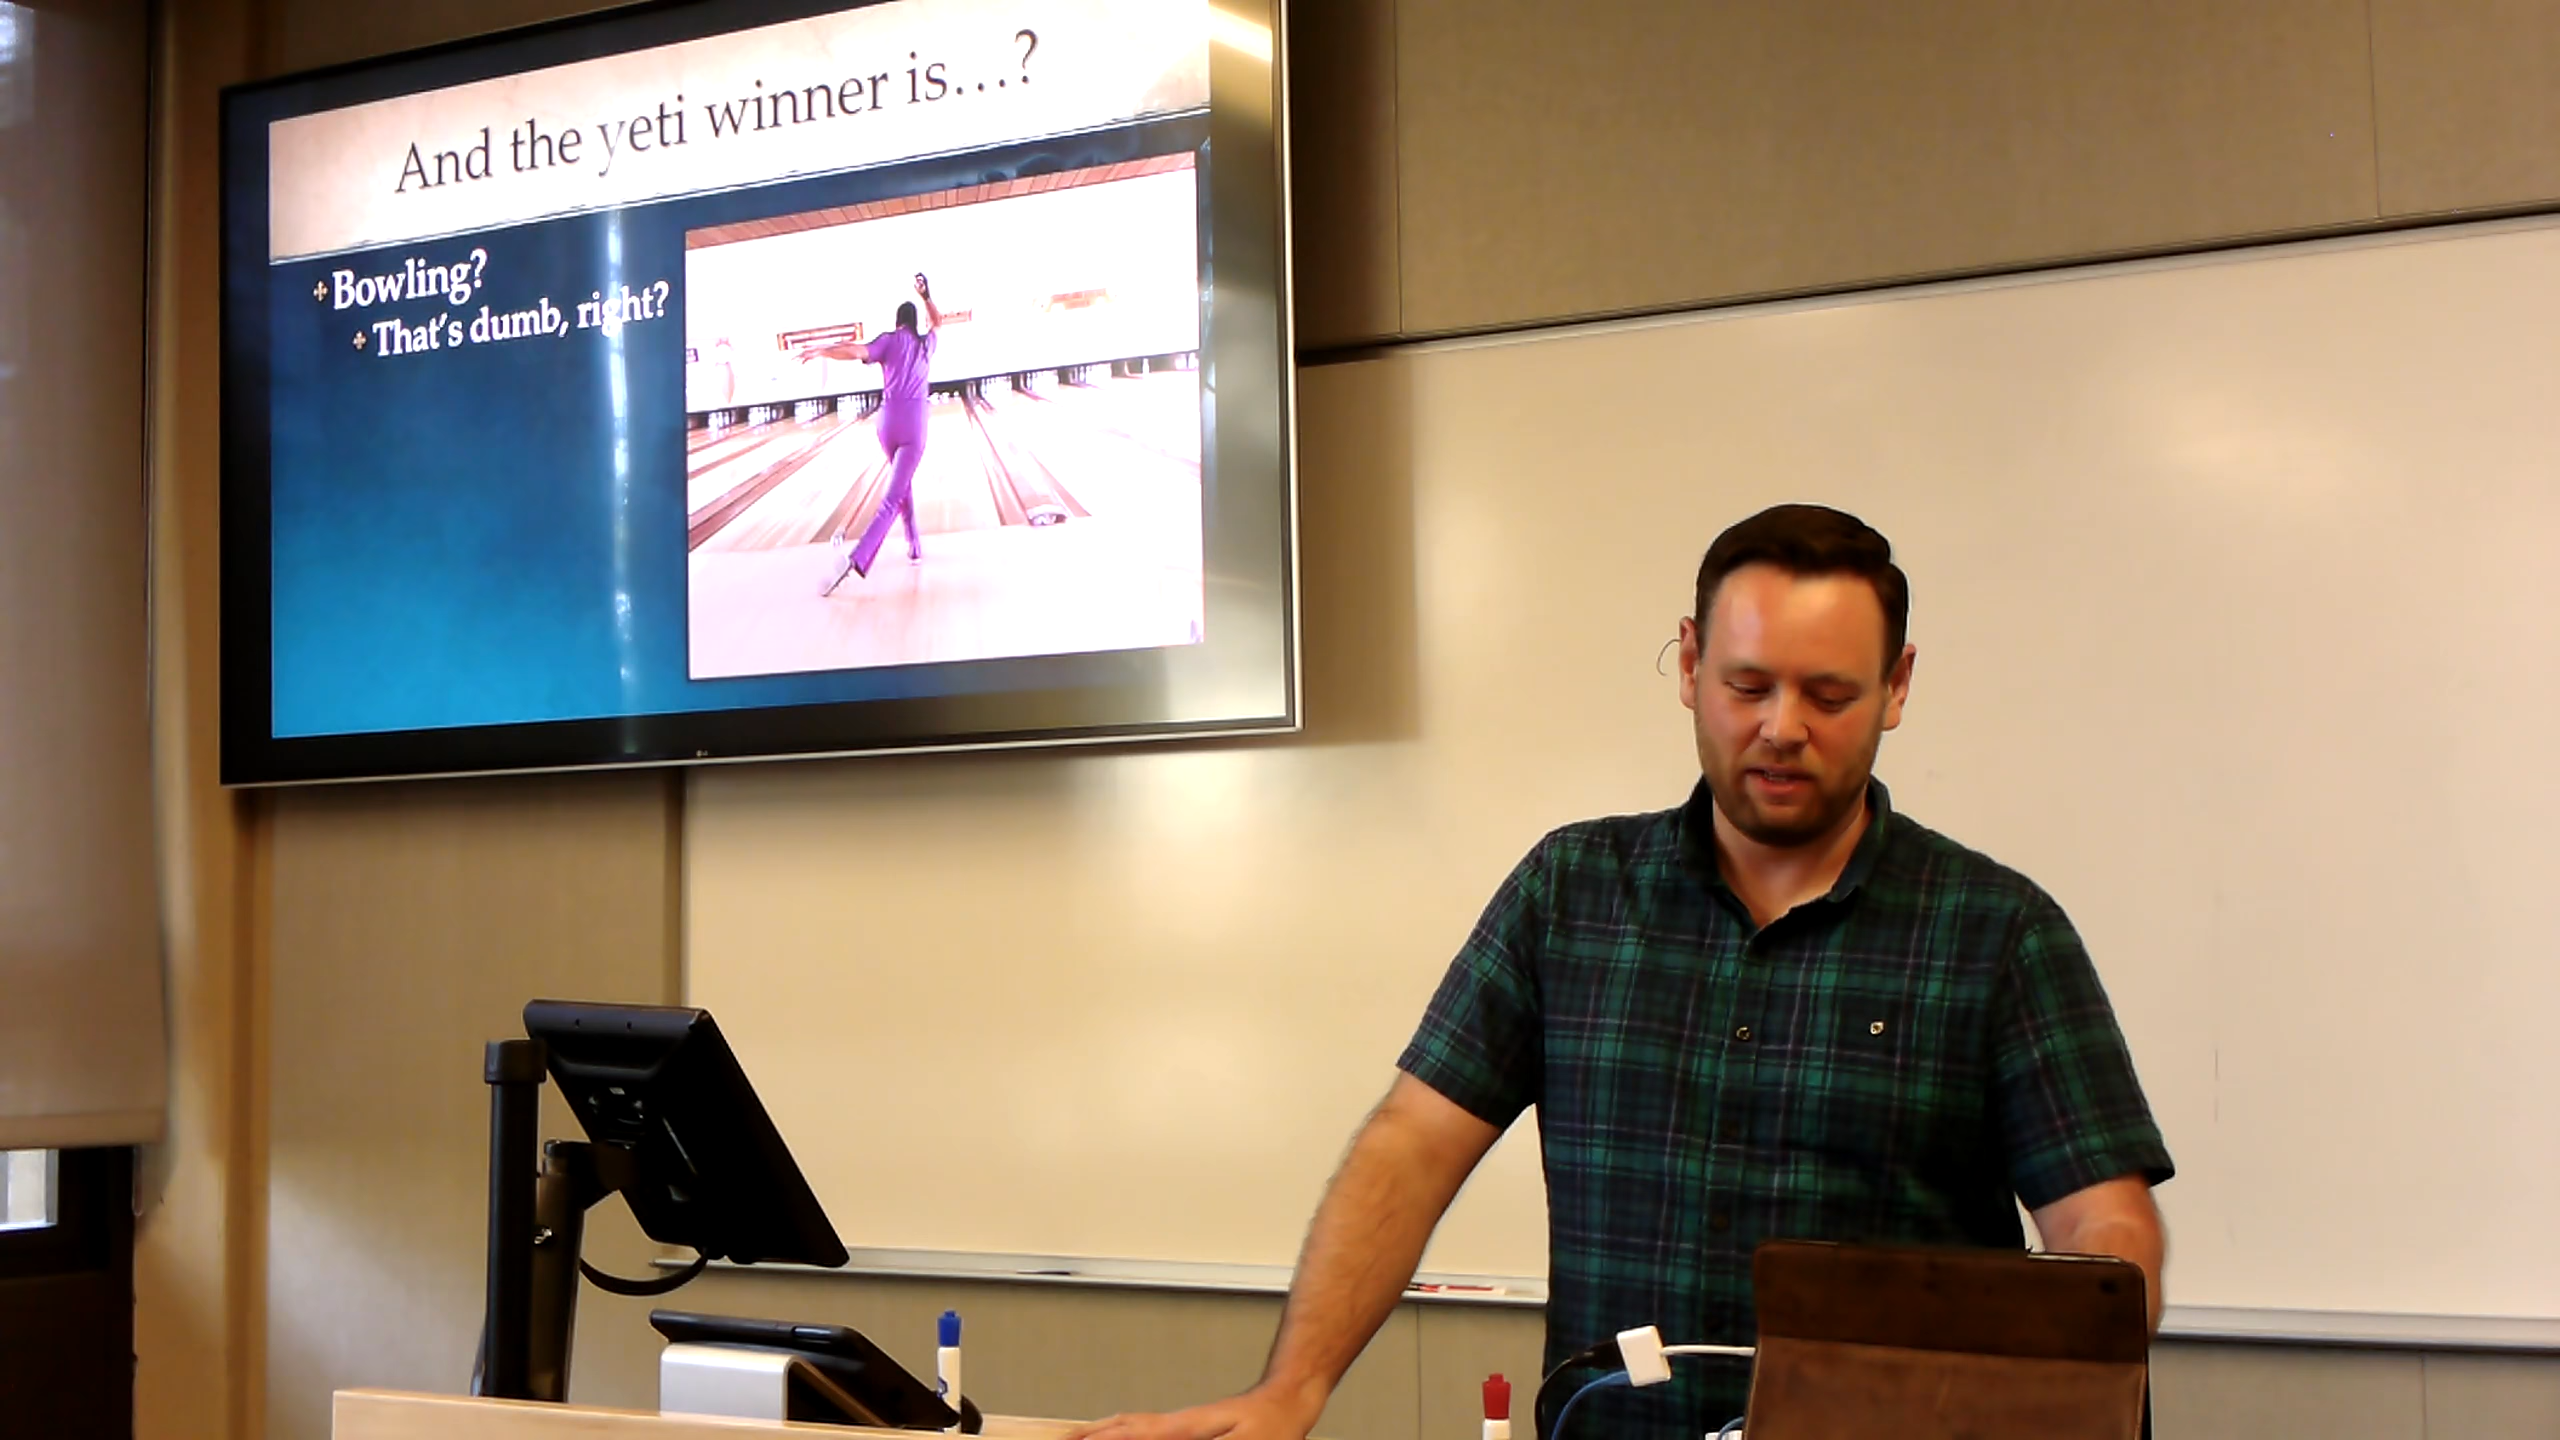 And the yeti winner is...?
Bowling?
That's dumb, right?